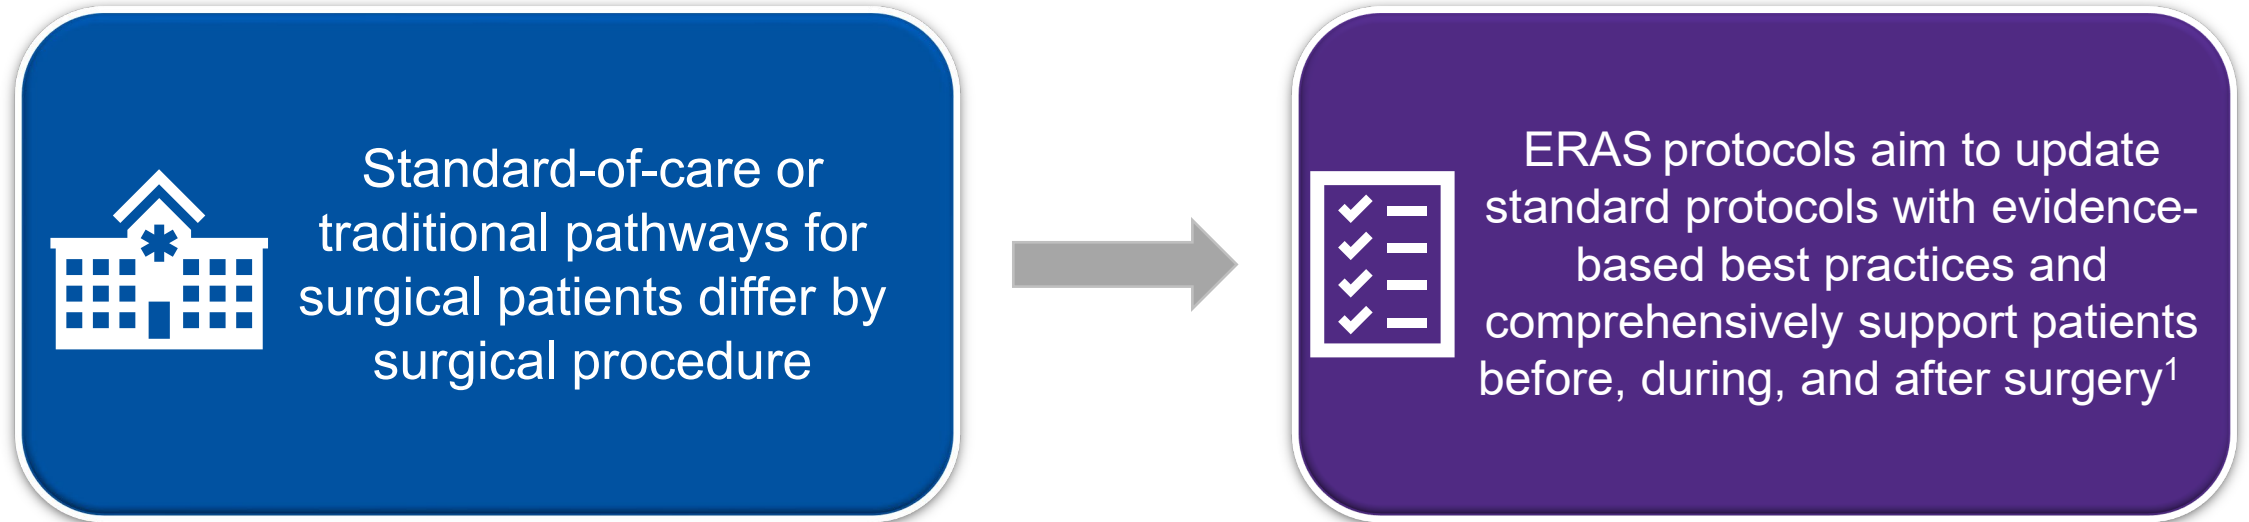 Standard-of-care or
traditional pathways for
surgical patients differ by
surgical procedure
ERAS protocols aim to update
standard protocols with evidence-
based best practices and
comprehensively support patients
before, during, and after surgery¹